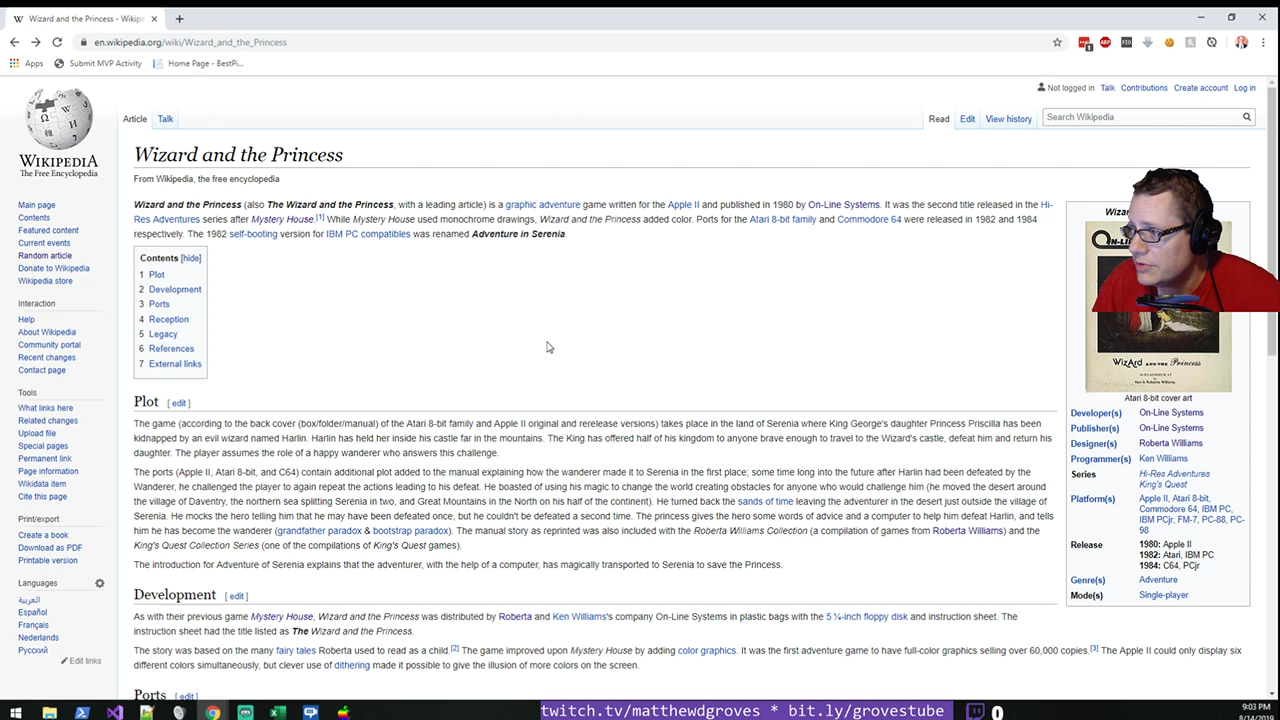 Wizard and the Princess - Wikipe
en.wikipedia.org/wiki/Wizard_and_the_Princess
Apps Submit MVP Activity Home Page - BestPi...
Not logged in Talk Contributions Create account Log in
Article Talk Read Edit View history Search Wikipedia
WIKIPEDIA
The Free Encyclopedia
Main page
Contents
Featured content
Current events
Random article
Donate to Wikipedia
Wikipedia store
Interaction
Help
About Wikipedia
Community portal
Recent changes
Contact page
Tools
What links here
Related changes
Upload file
Special pages
Permanent link
Page information
Wikidata item
Cite this page
Print/export
Create a book
Download as PDF
Printable version
Languages
العربية
Español
Français
Nederlands
Русский
Edit links
Wizard and the Princess
From Wikipedia, the free encyclopedia
Wizard and the Princess (also The Wizard and the Princess, with a leading article) is a graphic adventure game written for the Apple II and published in 1980 by On-Line Systems. It was the second title released in the Hi-
Res Adventures series after Mystery House.[1] While Mystery House used monochrome drawings, Wizard and the Princess added color. Ports for the Atari 8-bit family and Commodore 64 were released in 1982 and 1984
respectively. The 1982 self-booting version for IBM PC compatibles was renamed Adventure in Serenia.
Contents [hide]
1 Plot
2 Development
3 Ports
4 Reception
5 Legacy
6 References
7 External links
Plot [ edit ]
The game (according to the back cover (box/folder/manual) of the Atari 8-bit family and Apple II original and rerelease versions) takes place in the land of Serenia where King George's daughter Princess Priscilla has been
kidnapped by an evil wizard named Harlin. Harlin has held her inside his castle far in the mountains. The King has offered half of his kingdom to anyone brave enough to travel to the Wizard's castle, defeat him and return his
daughter. The player assumes the role of a happy wanderer who answers this challenge.
The ports (Apple II, Atari 8-bit, and C64) contain additional plot added to the manual explaining how the wanderer made it to Serenia in the first place; some time long into the future after Harlin had been defeated by the
Wanderer, he challenged the player to again repeat the actions leading to his defeat. He boasted of using his magic to change the world creating obstacles for anyone who would challenge him (he moved the desert around
the village of Daventry, the northern sea splitting Serenia in two, and Great Mountains in the North on his half of the continent). He turned back the sands of time leaving the adventurer in the desert just outside the village of
Serenia. He mocks the hero telling him that he may have been defeated once, but he couldn't be defeated a second time. The princess gives the hero some words of advice and a computer to help him defeat Harlin, and tells
him he has become the wanderer (grandfather paradox & bootstrap paradox). The manual story as reprinted was also included with the Roberta Williams Collection (a compilation of games from Roberta Williams) and the
King's Quest Collection Series (one of the compilations of King's Quest games).
The introduction for Adventure of Serenia explains that the adventurer, with the help of a computer, has magically transported to Serenia to save the Princess.
Development [ edit ]
As with their previous game Mystery House, Wizard and the Princess was distributed by Roberta and Ken Williams's company On-Line Systems in plastic bags with the 5 ¼-inch floppy disk and instruction sheet. The
instruction sheet had the title listed as The Wizard and the Princess.
The story was based on the many fairy tales Roberta used to read as a child.[2] The game improved upon Mystery House by adding color graphics. It was the first adventure game to have full-color graphics selling over 60,000 copies.[3] The Apple II could only display six
different colors simultaneously, but clever use of dithering made it possible to give the illusion of more colors on the screen.
Ports [ edit ]
WizArd and the Princess
Atari 8-bit cover art
Developer(s) On-Line Systems
Publisher(s) On-Line Systems
Designer(s) Roberta Williams
Programmer(s) Ken Williams
Series Hi-Res Adventures
King's Quest
Platform(s) Apple II, Atari 8-bit,
Commodore 64, IBM PC,
IBM PCjr, FM-7, PC-88, PC-
98
Release 1980: Apple II
1982: Atari, IBM PC
1984: C64, PCjr
Genre(s) Adventure
Mode(s) Single-player
twitch.tv/matthewdgroves * bit.ly/grovestube 0
9:03 PM
8/14/2019